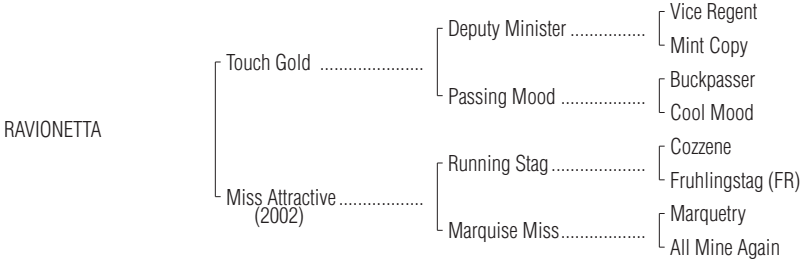 Vice Regent
Deputy Minister ................
Mint Copy
Touch Gold ......................
Buckpasser
Passing Mood ..................
Cool Mood
RAVIONETTA
Cozzene
Running Stag ....................
Fruhlingstag (FR)
Miss Attractive ..................
(2002)
Marquetry
Marquise Miss..................
All Mine Again